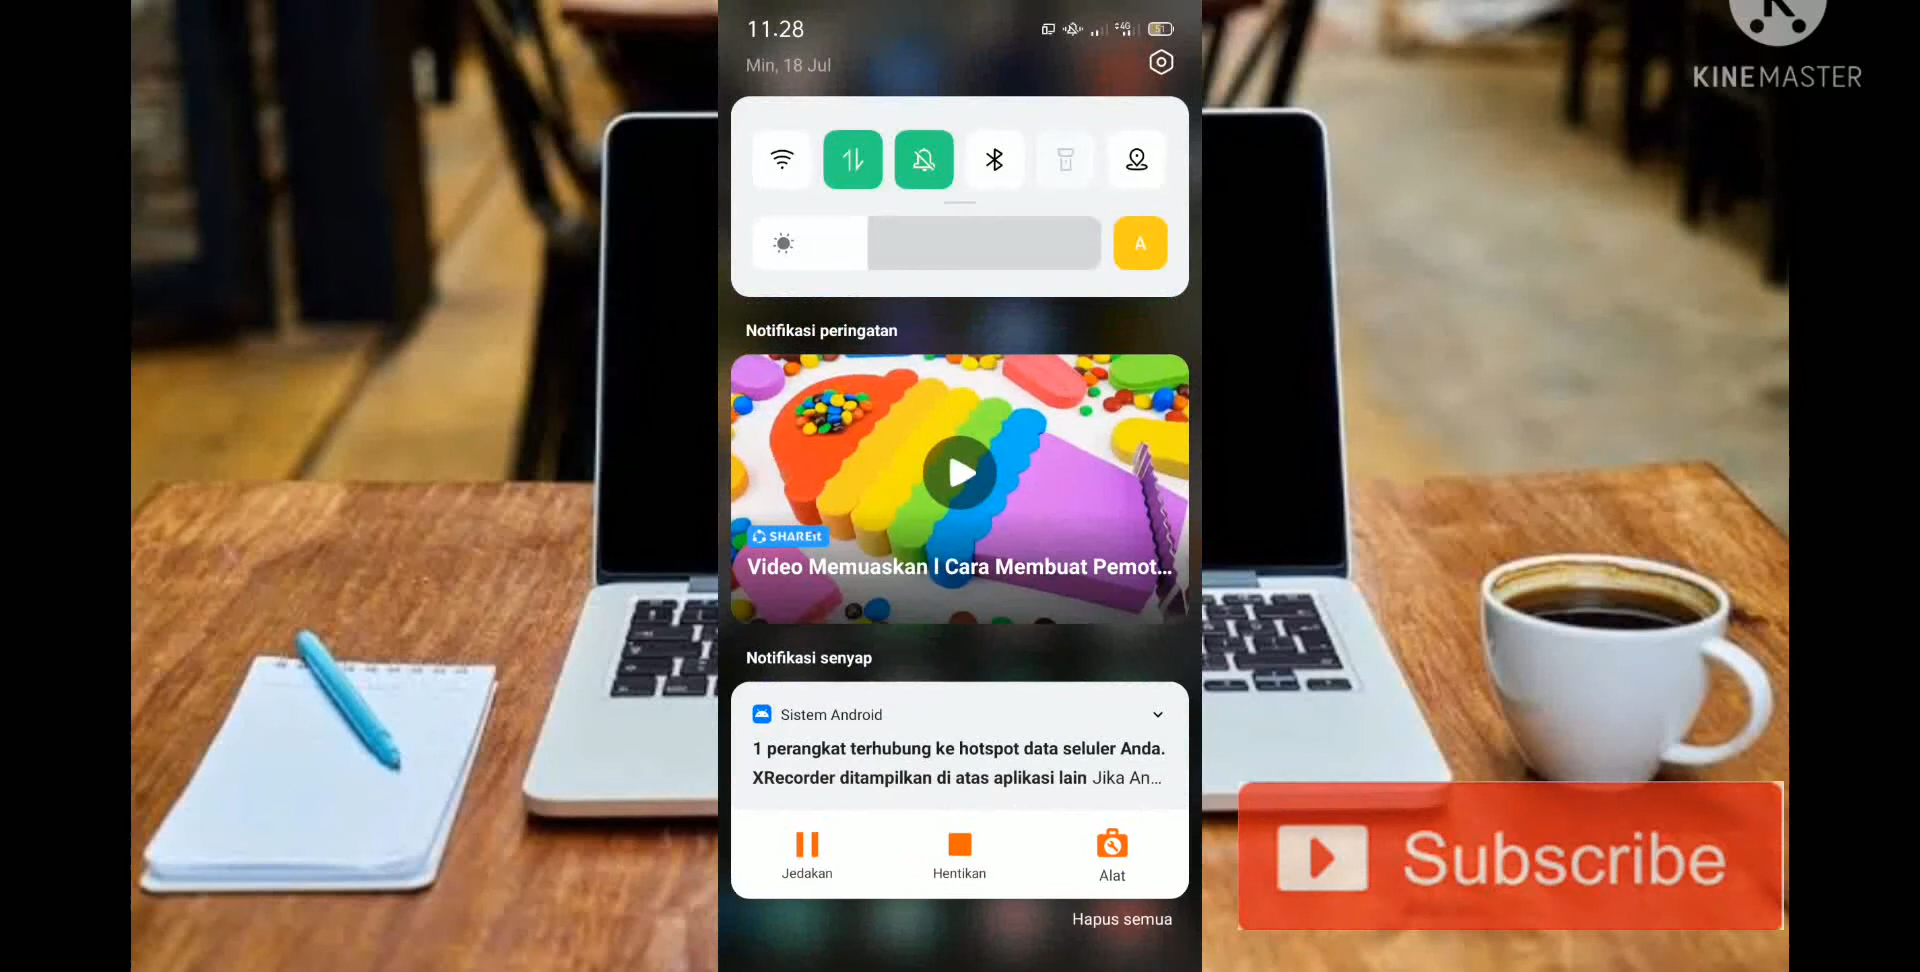 11.28
4G
51
Min, 18 Jul
KINEMASTER
A
Notifikasi peringatan
SHAREit
Video Memuaskan l Cara Membuat Pemot...
Notifikasi senyap
Sistem Android
1 perangkat terhubung ke hotspot data seluler Anda.
XRecorder ditampilkan di atas aplikasi lain Jika An...
Jedakan
Hentikan
Alat
Hapus semua
Subscribe